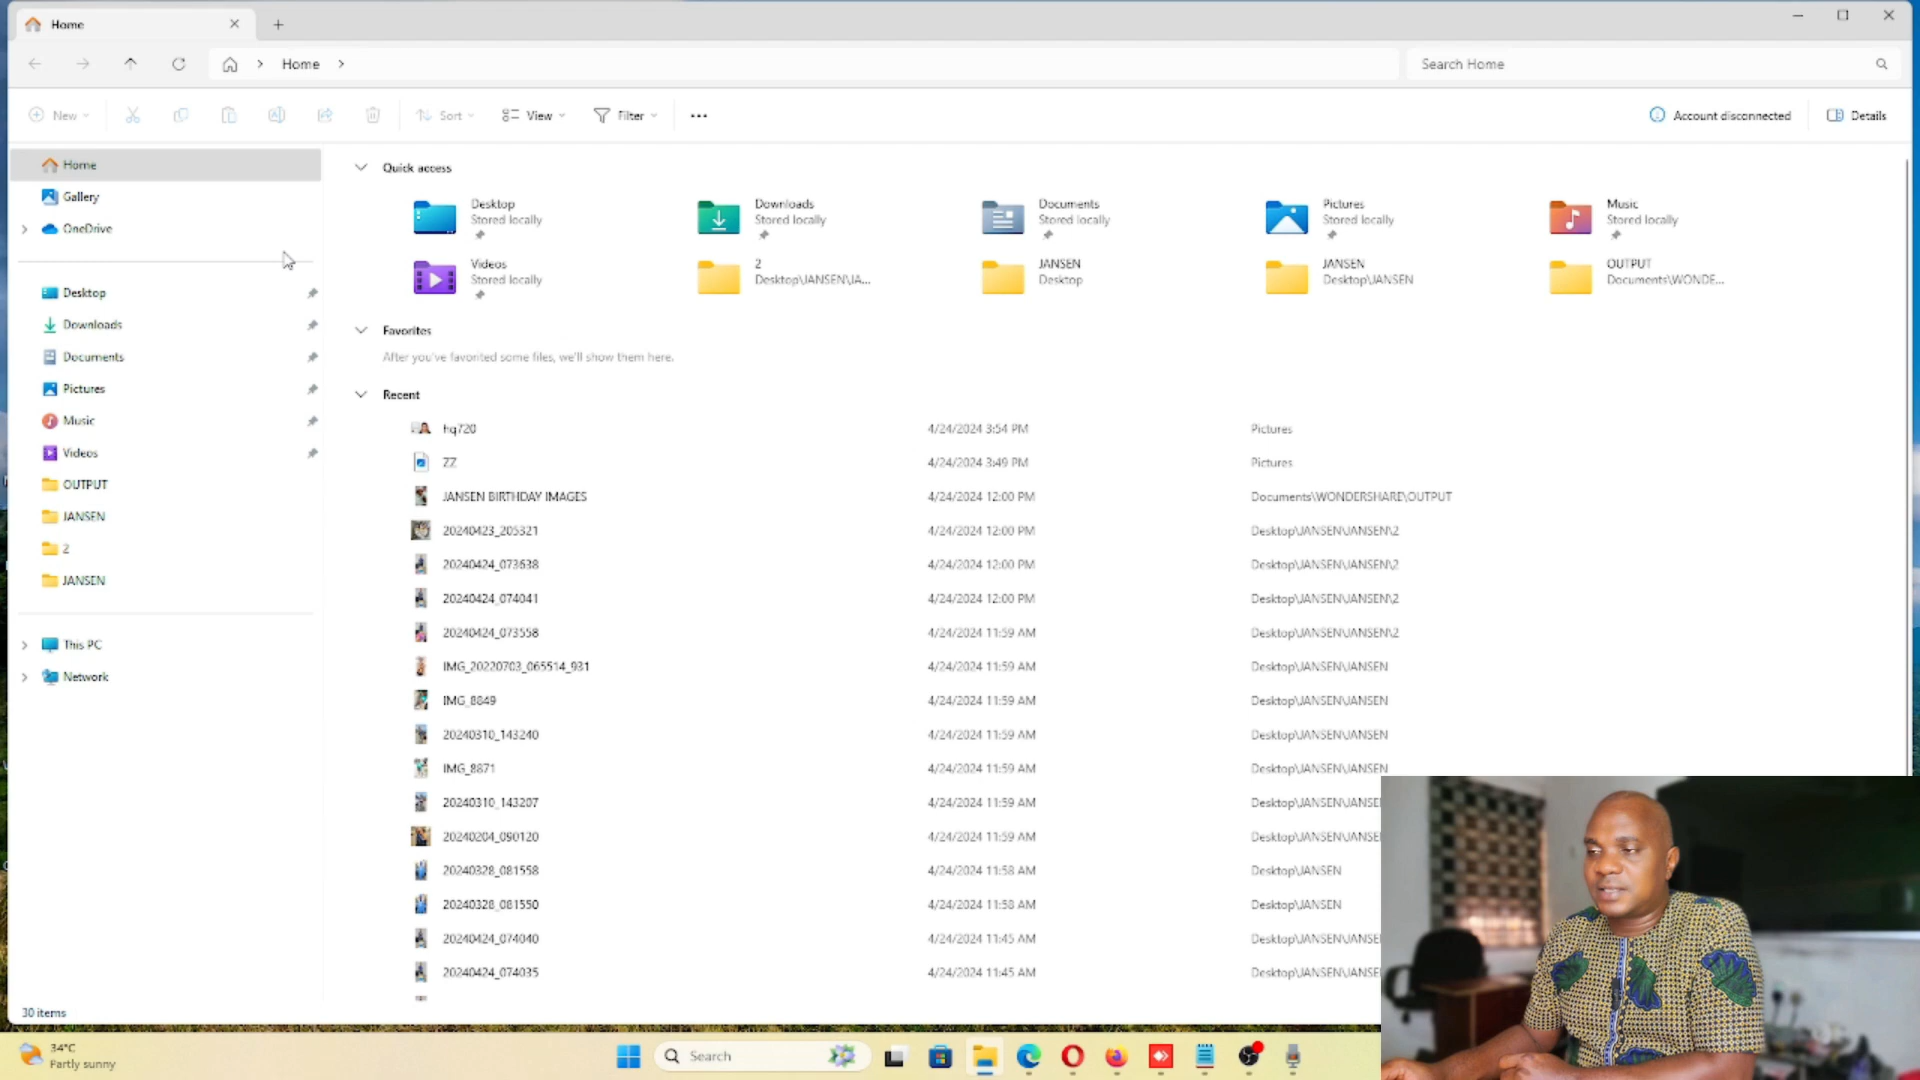 Home
Home
Search Home
New
Sort
View
Filter
Account disconnected
Details
Home
Gallery
OneDrive
Desktop
Downloads
Documents
Pictures
Music
Videos
OUTPUT
JANSEN
2
JANSEN
This PC
Network
Quick access
Desktop
Stored locally
Downloads
Stored locally
Documents
Stored locally
Pictures
Stored locally
Music
Stored locally
Videos
Stored locally
2
Desktop\JANSEN\JA...
JANSEN
Desktop
JANSEN
Desktop\JANSEN
OUTPUT
Documents\WONDE...
Favorites
After you've favorited some files, we'll show them here.
Recent
hq720 4/24/2024 3:54 PM Pictures
ZZ 4/24/2024 3:49 PM Pictures
JANSEN BIRTHDAY IMAGES 4/24/2024 12:00 PM Documents\WONDERSHARE\OUTPUT
20240423_205321 4/24/2024 12:00 PM Desktop\JANSEN\JANSEN\2
20240424_073638 4/24/2024 12:00 PM Desktop\JANSEN\JANSEN\2
20240424_074041 4/24/2024 12:00 PM Desktop\JANSEN\JANSEN\2
20240424_073558 4/24/2024 11:59 AM Desktop\JANSEN\JANSEN\2
IMG_20220703_065514_931 4/24/2024 11:59 AM Desktop\JANSEN\JANSEN
IMG_8849 4/24/2024 11:59 AM Desktop\JANSEN\JANSEN
20240310_143240 4/24/2024 11:59 AM Desktop\JANSEN\JANSEN
IMG_8871 4/24/2024 11:59 AM Desktop\JANSEN\JANSEN
20240310_143207 4/24/2024 11:59 AM Desktop\JANSEN\JANSE
20240204_090120 4/24/2024 11:59 AM Desktop\JANSEN\JANSE
20240328_081558 4/24/2024 11:58 AM Desktop\JANSEN
20240328_081550 4/24/2024 11:58 AM Desktop\JANSEN
20240424_074040 4/24/2024 11:45 AM Desktop\JANSEN\JANSE
20240424_074035 4/24/2024 11:45 AM Desktop\JANSEN\JANSE
30 items
34°C
Partly sunny
Search